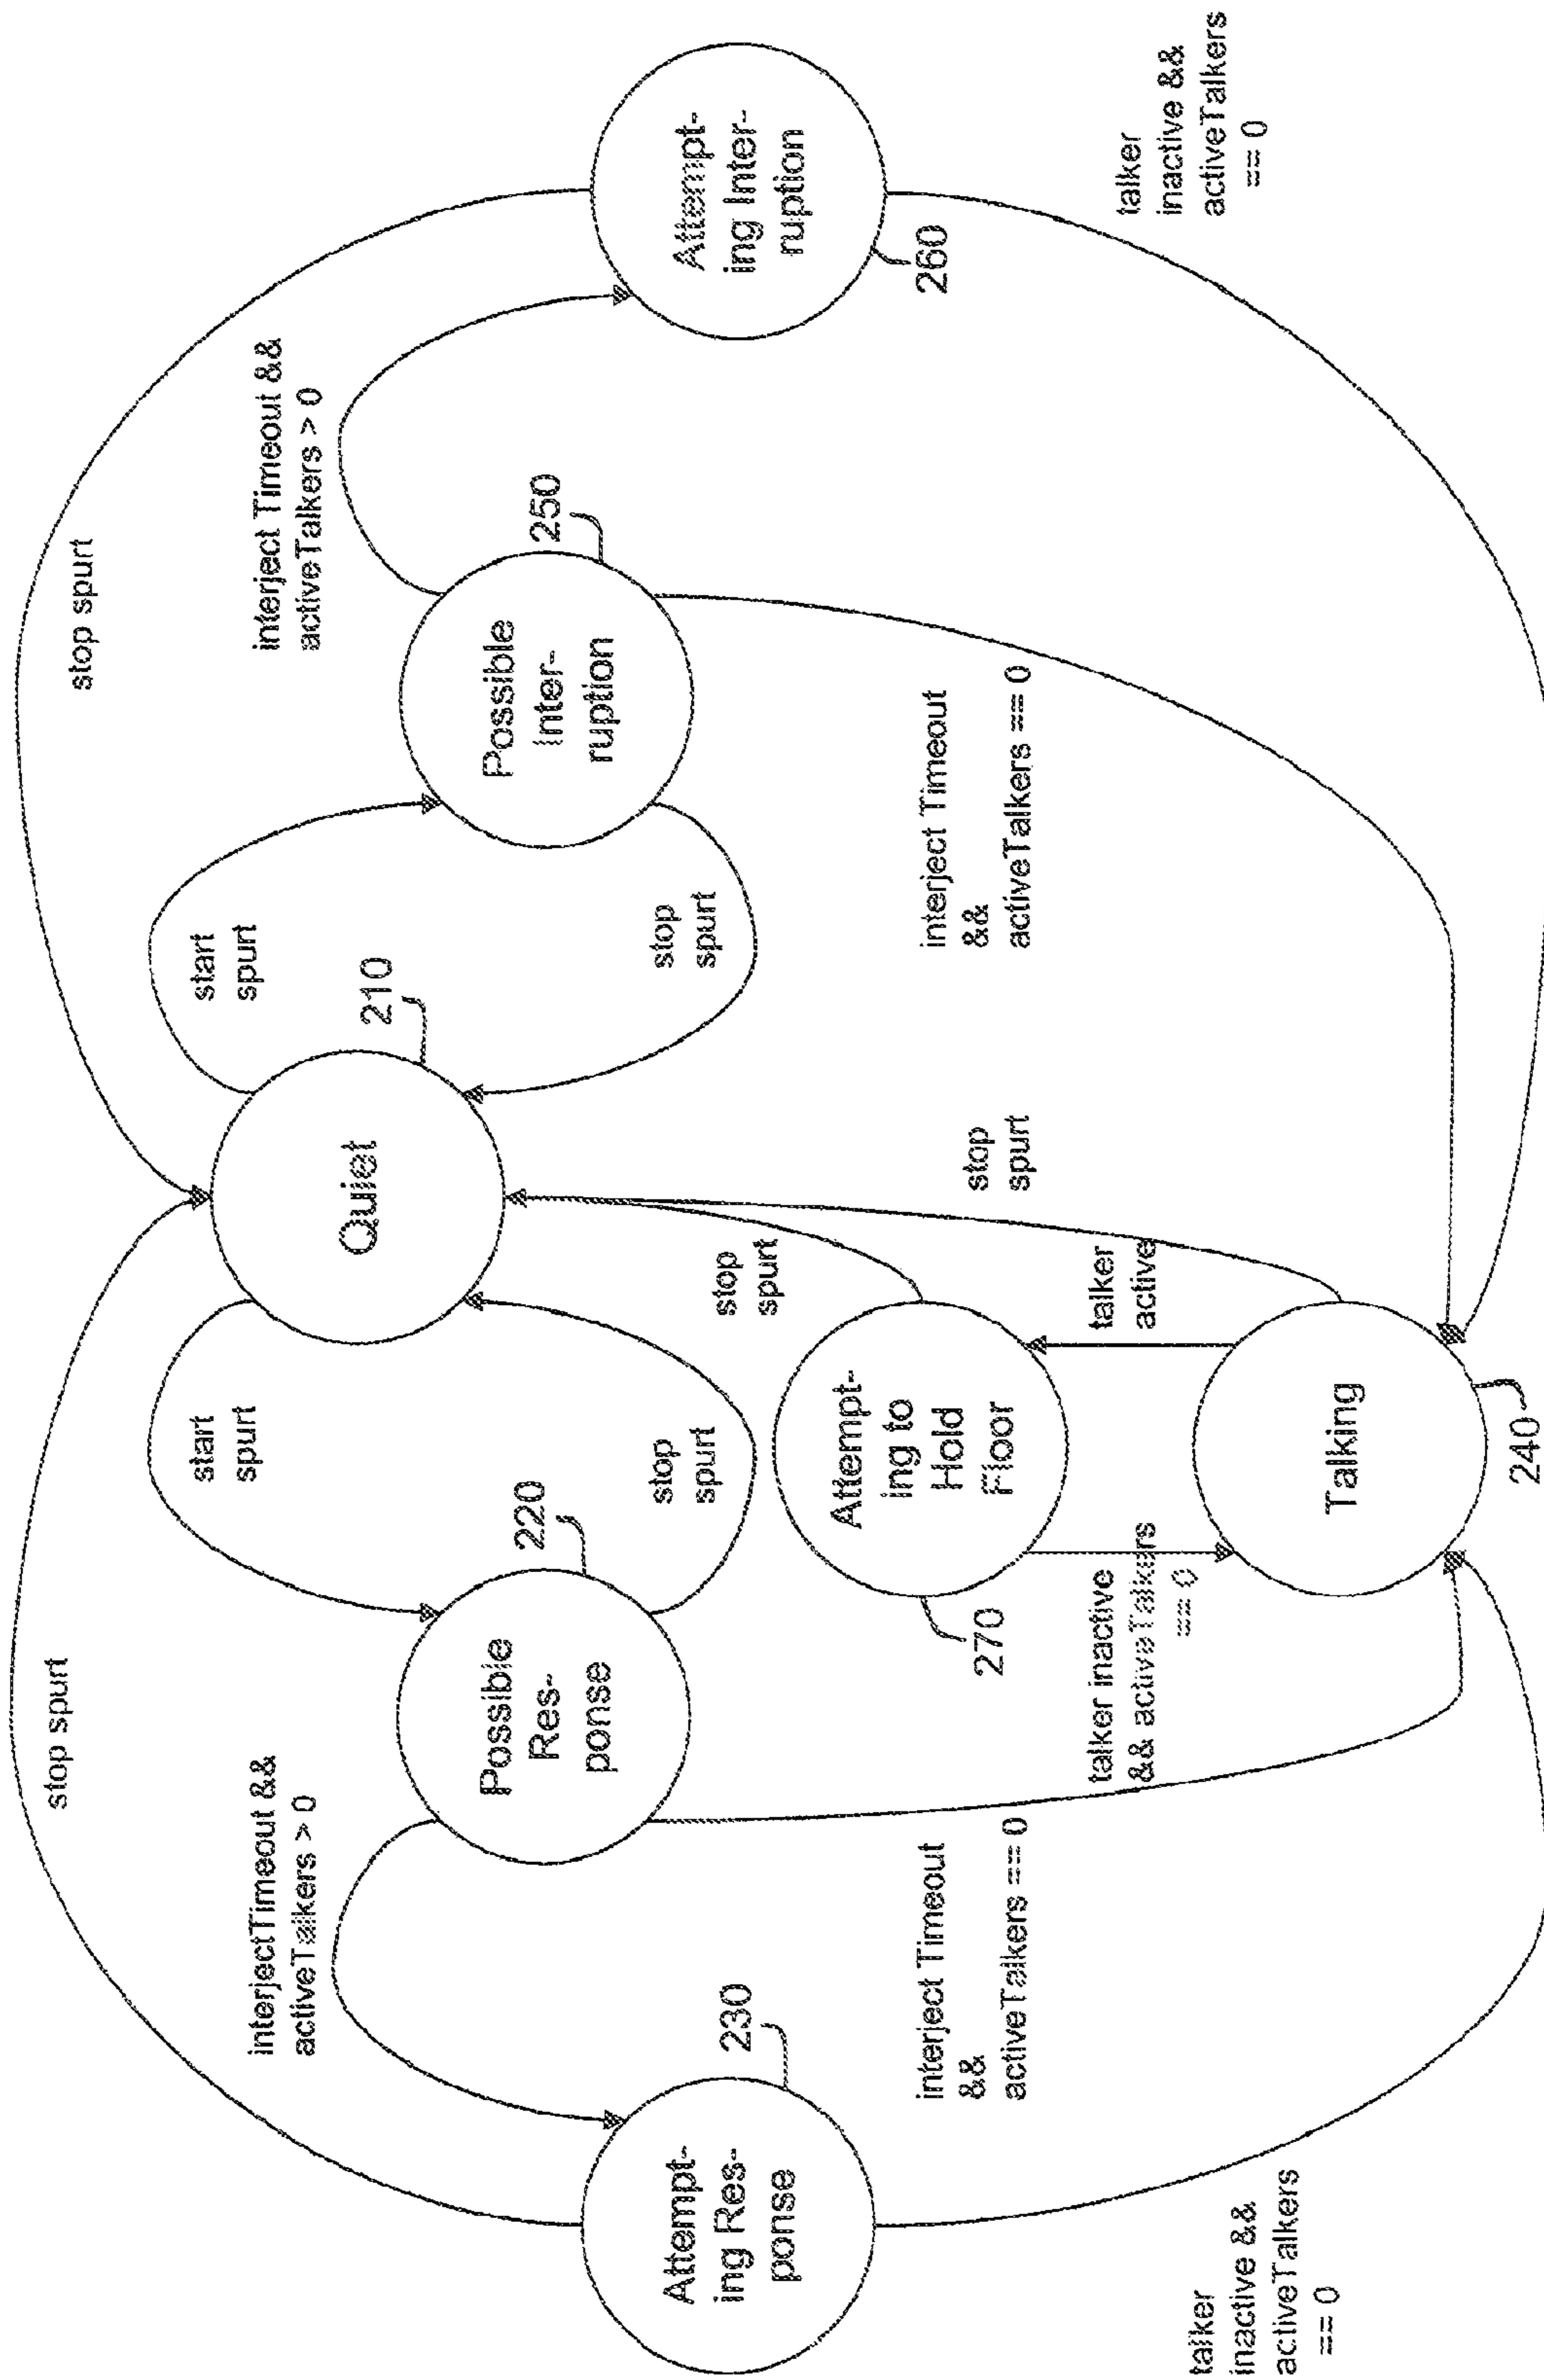 stop spurt
stop spurt
interjectTimeout &&
activeTalkers > 0
interject Timeout &&
activeTalkers > 0
start
spurt
start
spurt
210
Quiet
220
250
Possible
Res-
ponse
Possible
Inter-
ruption
stop
spurt
stop
spurt
230
Attempt-
ing Res-
ponse
Attempt-
ing Inter-
ruption
260
stop
spurt
stop
spurt
270
Attempt-
ing to
Hold
Floor
interject Timeout
&&
activeTalkers == 0
interject Timeout
&&
activeTalkers == 0
talker inactive
&& activeTalkers
== 0
talker
active
talker
inactive &&
activeTalkers
== 0
talker
inactive &&
activeTalkers
== 0
Talking
240